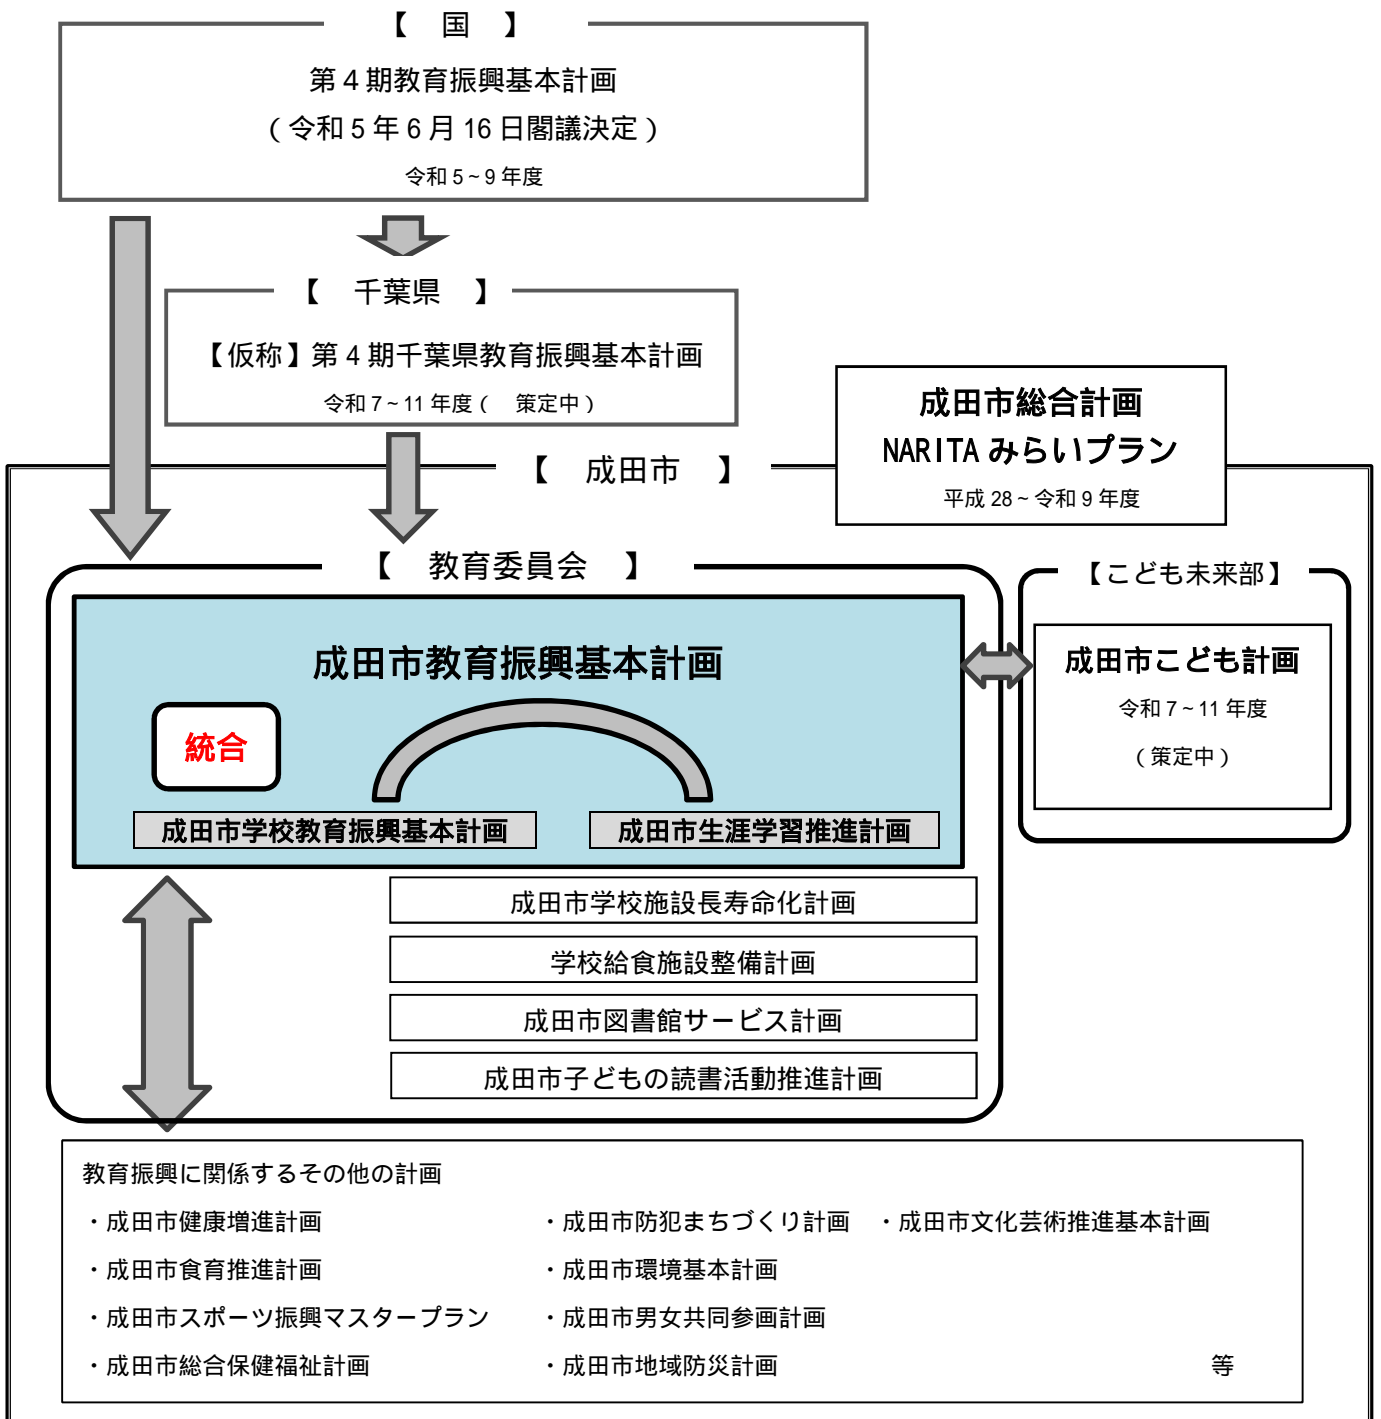 【 国 】
第4期教育振興基本計画
(令和5年6月16日閣議決定)
令和5~9年度
【 千葉県 】
【仮称】第4期千葉県教育振興基本計画
令和7~11年度( 策定中)
成田市総合計画
NARITAみらいプラン
平成28~令和9年度
【 成田市 】
【 教育委員会 】
成田市教育振興基本計画
統合
成田市学校教育振興基本計画
成田市生涯学習推進計画
【こども未来部】
成田市こども計画
令和7~11年度
(策定中)
成田市学校施設長寿命化計画
学校給食施設整備計画
成田市図書館サービス計画
成田市子どもの読書活動推進計画
教育振興に関係するその他の計画
・成田市健康増進計画 ・成田市防犯まちづくり計画 ・成田市文化芸術推進基本計画
・成田市食育推進計画 ・成田市環境基本計画
・成田市スポーツ振興マスタープラン ・成田市男女共同参画計画
・成田市総合保健福祉計画 ・成田市地域防災計画 等